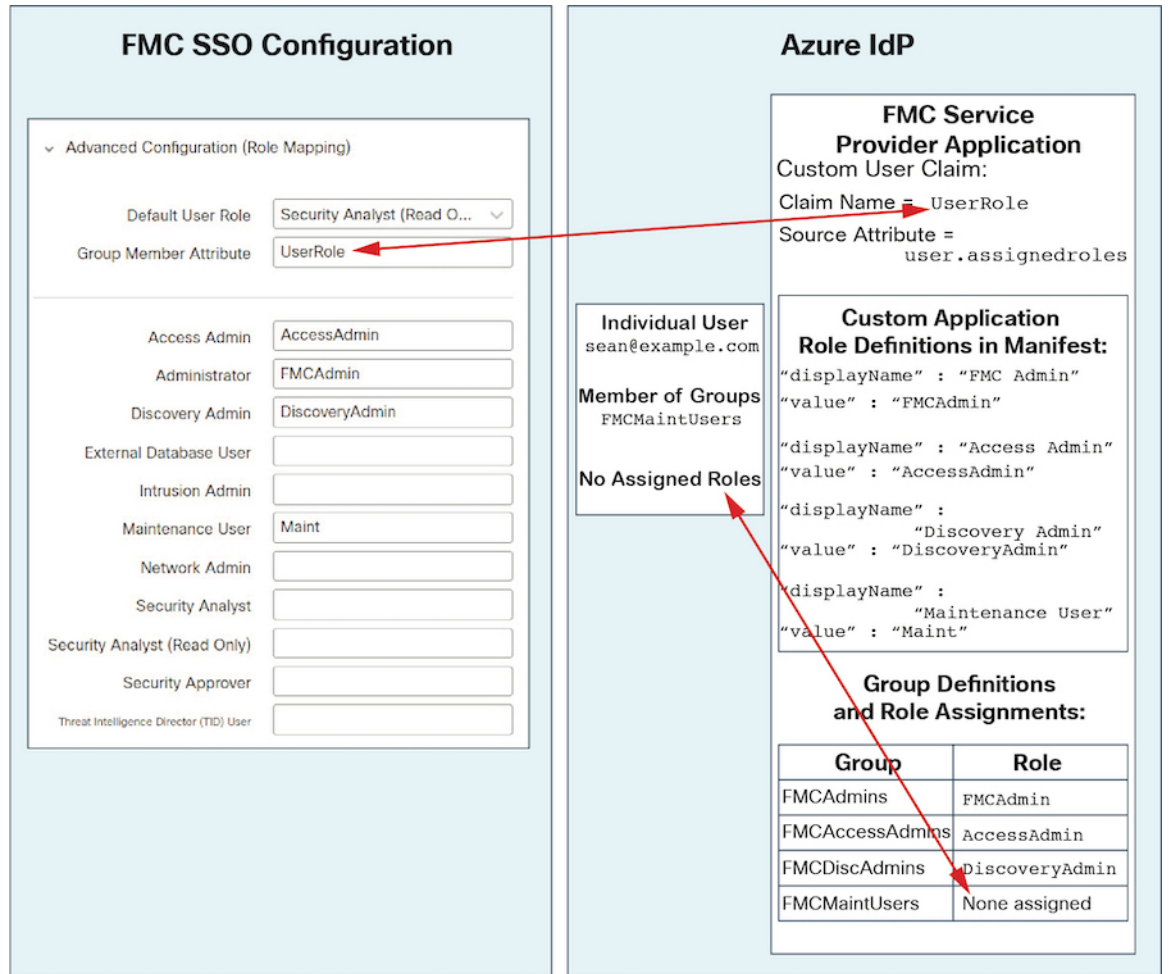 FMC SSO Configuration
Advanced Configuration (Role Mapping)
Default User Role
Security Analyst (Read O...
Group Member Attribute
UserRole
Access Admin
AccessAdmin
Administrator
FMCAdmin
Discovery Admin
DiscoveryAdmin
External Database User
Intrusion Admin
Maintenance User
Maint
Network Admin
Security Analyst
Security Analyst (Read Only)
Security Approver
Threat Intelligence Director (TID) User
Azure IdP
Individual User
sean@example.com
Member of Groups
FMCMaintUsers
No Assigned Roles
FMC Service
Provider Application
Custom User Claim:
Claim Name = UserRole
Source Attribute =
user.assignedroles
Custom Application
Role Definitions in Manifest:
“displayName” : “FMC Admin”
“value” : “FMCAdmin”
“displayName” : “Access Admin”
“value” : “AccessAdmin”
“displayName” :
“Discovery Admin”
“value” : “DiscoveryAdmin”
“displayName” :
“Maintenance User”
“value” : “Maint”
Group Definitions
and Role Assignments:
Group Role
FMCAdmins FMCAdmin
FMCAccessAdmins AccessAdmin
FMCDiscAdmins DiscoveryAdmin
FMCMaintUsers None assigned